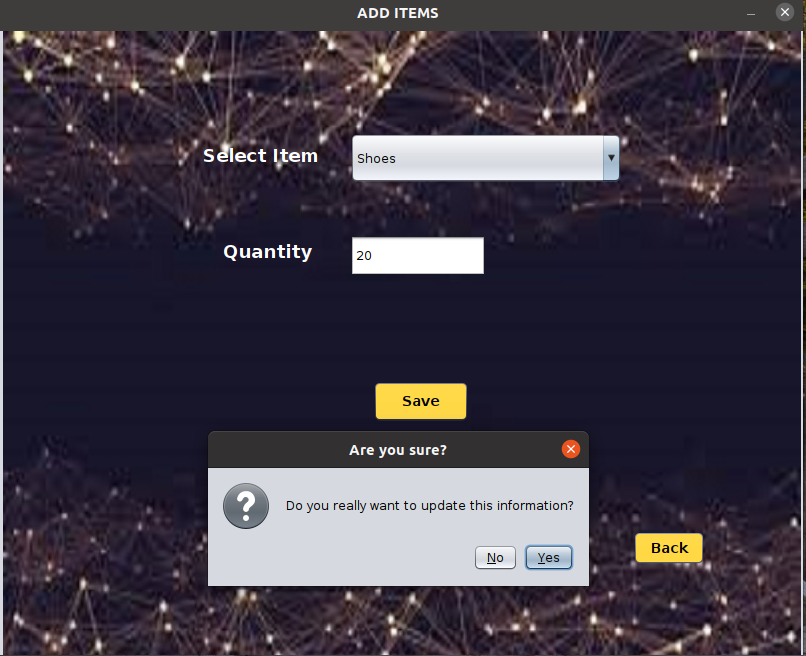 ADD ITEMS
Select Item
Shoes
Quantity
20
Save
Are you sure?
?
Do you really want to update this information?
No
Yes
Back